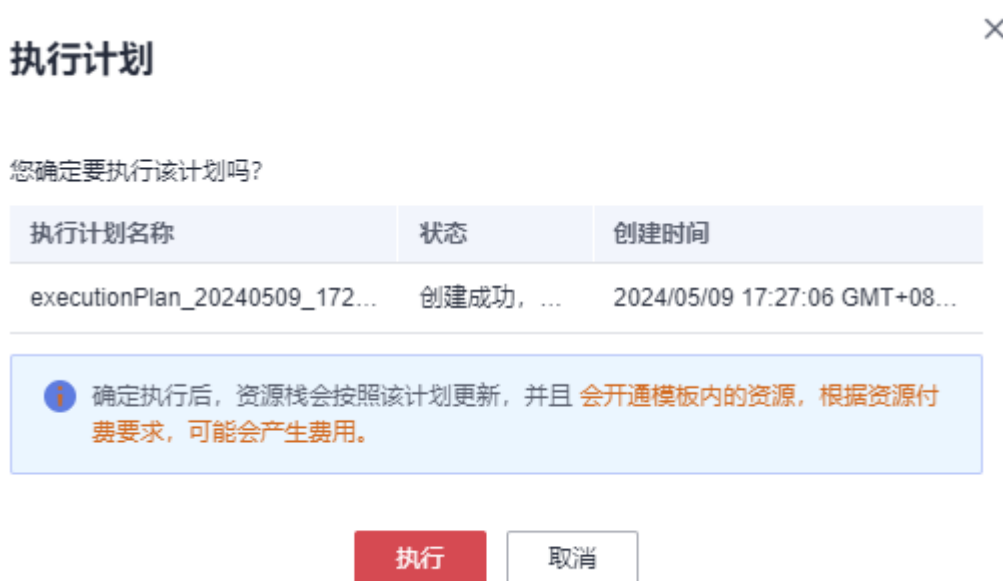 执行计划
您确定要执行该计划吗?
执行计划名称 状态 创建时间
executionPlan_20240509_172... 创建成功, ... 2024/05/09 17:27:06 GMT+08...
确定执行后，资源栈会按照该计划更新，并且 会开通模板内的资源，根据资源付
费要求，可能会产生费用。
执行 取消